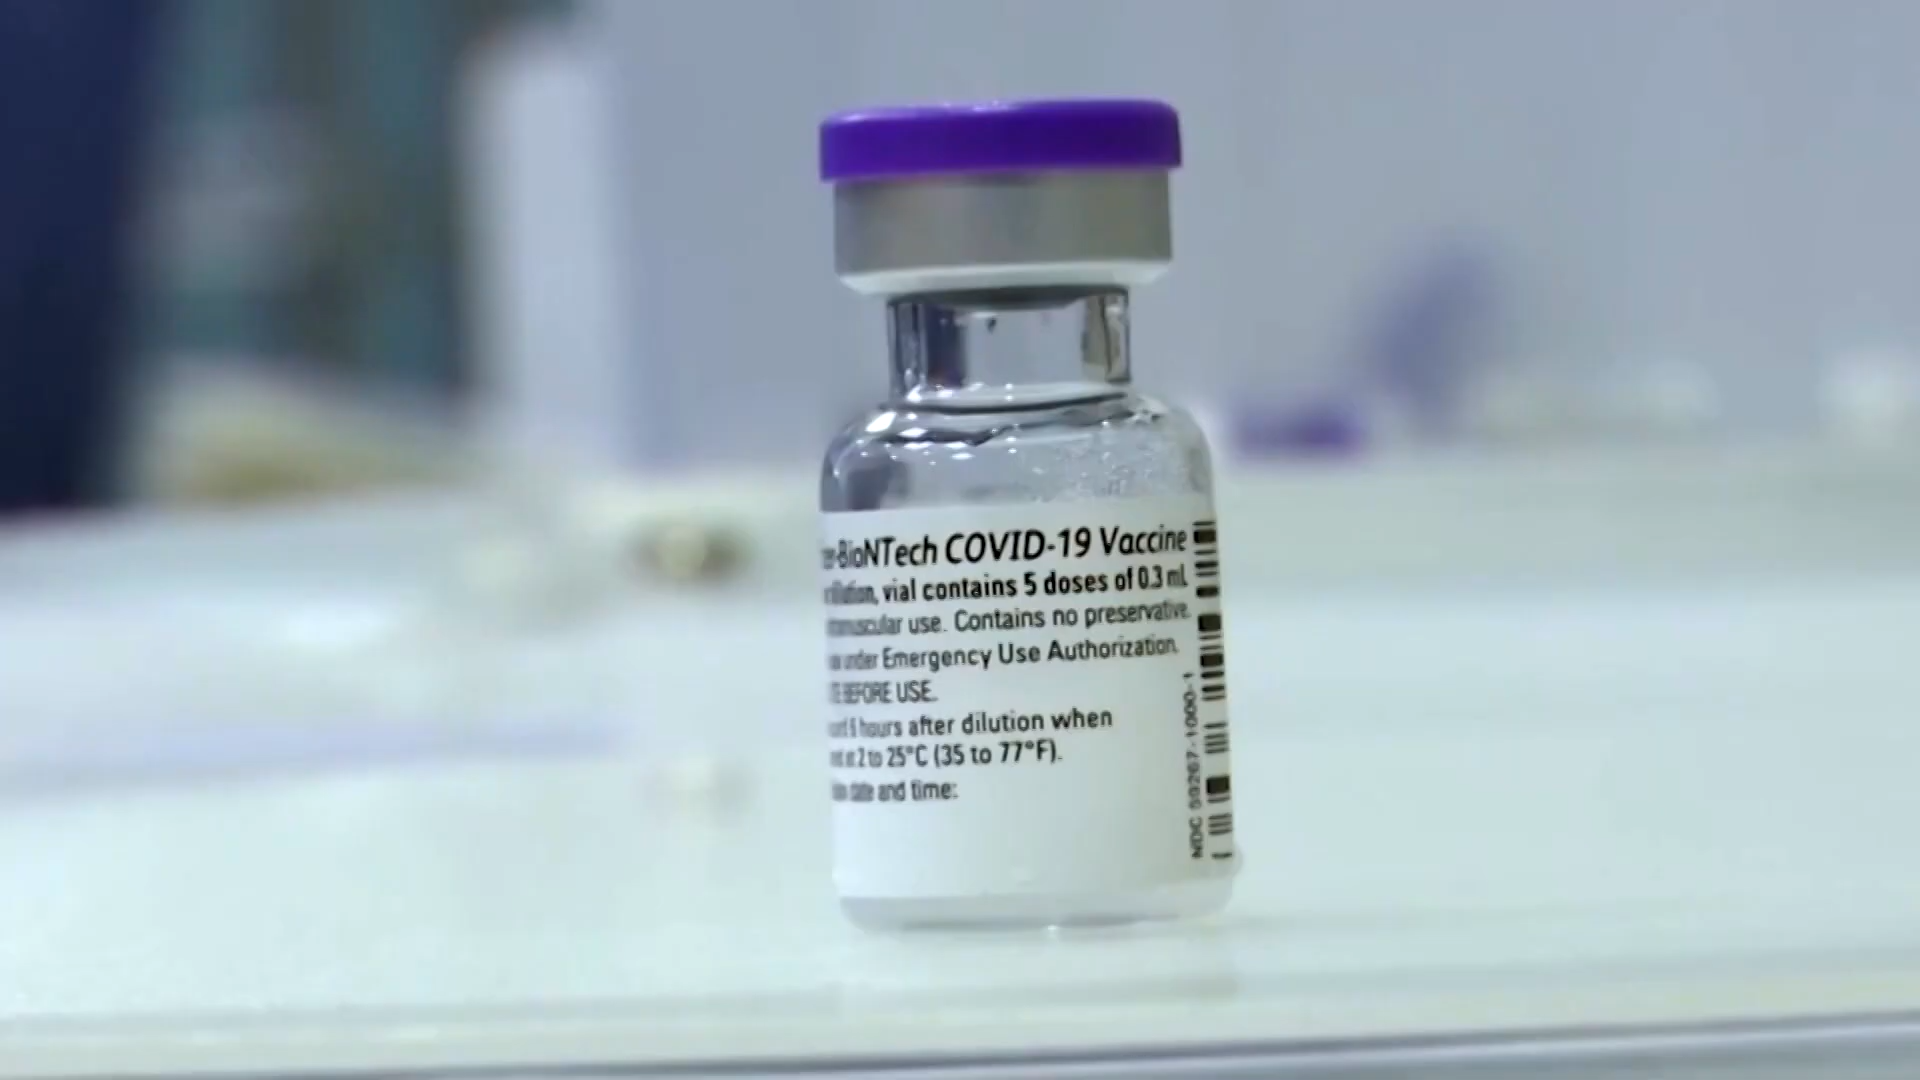 er-BioNTech COVID-19 Vaccine
dilution, vial contains 5 doses of 0.3 mL
use. Contains no preservative.
under Emergency Use Authorization.
BEFORE USE.
6 hours after dilution when
2 to 25°C (35 to 77°F).
date and time:
NDC 59267-1000-1